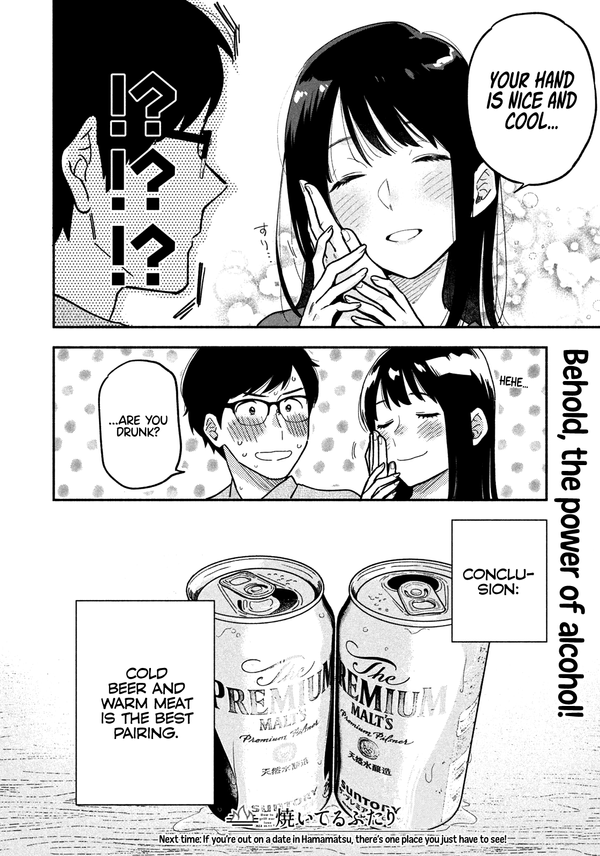 YOUR HAND
IS NICE AND
COOL...
!?
!?
!?
すり...
HEHE...
...ARE YOU
DRUNK?
Behold, the power of alcohol!
CONCLU-
SION:
COLD
BEER AND
WARM MEAT
IS THE BEST
PAIRING.
The
PREMIUM
MALT'S
Premium Pilsner
天然水醸造
SUNTORY
The
PREMIUM
MALT'S
Premium Pilsner
天然水醸造
SUNTORY
焼いてるふたり
Next time: If you're out on a date in Hamamatsu, there's one place you just have to see!